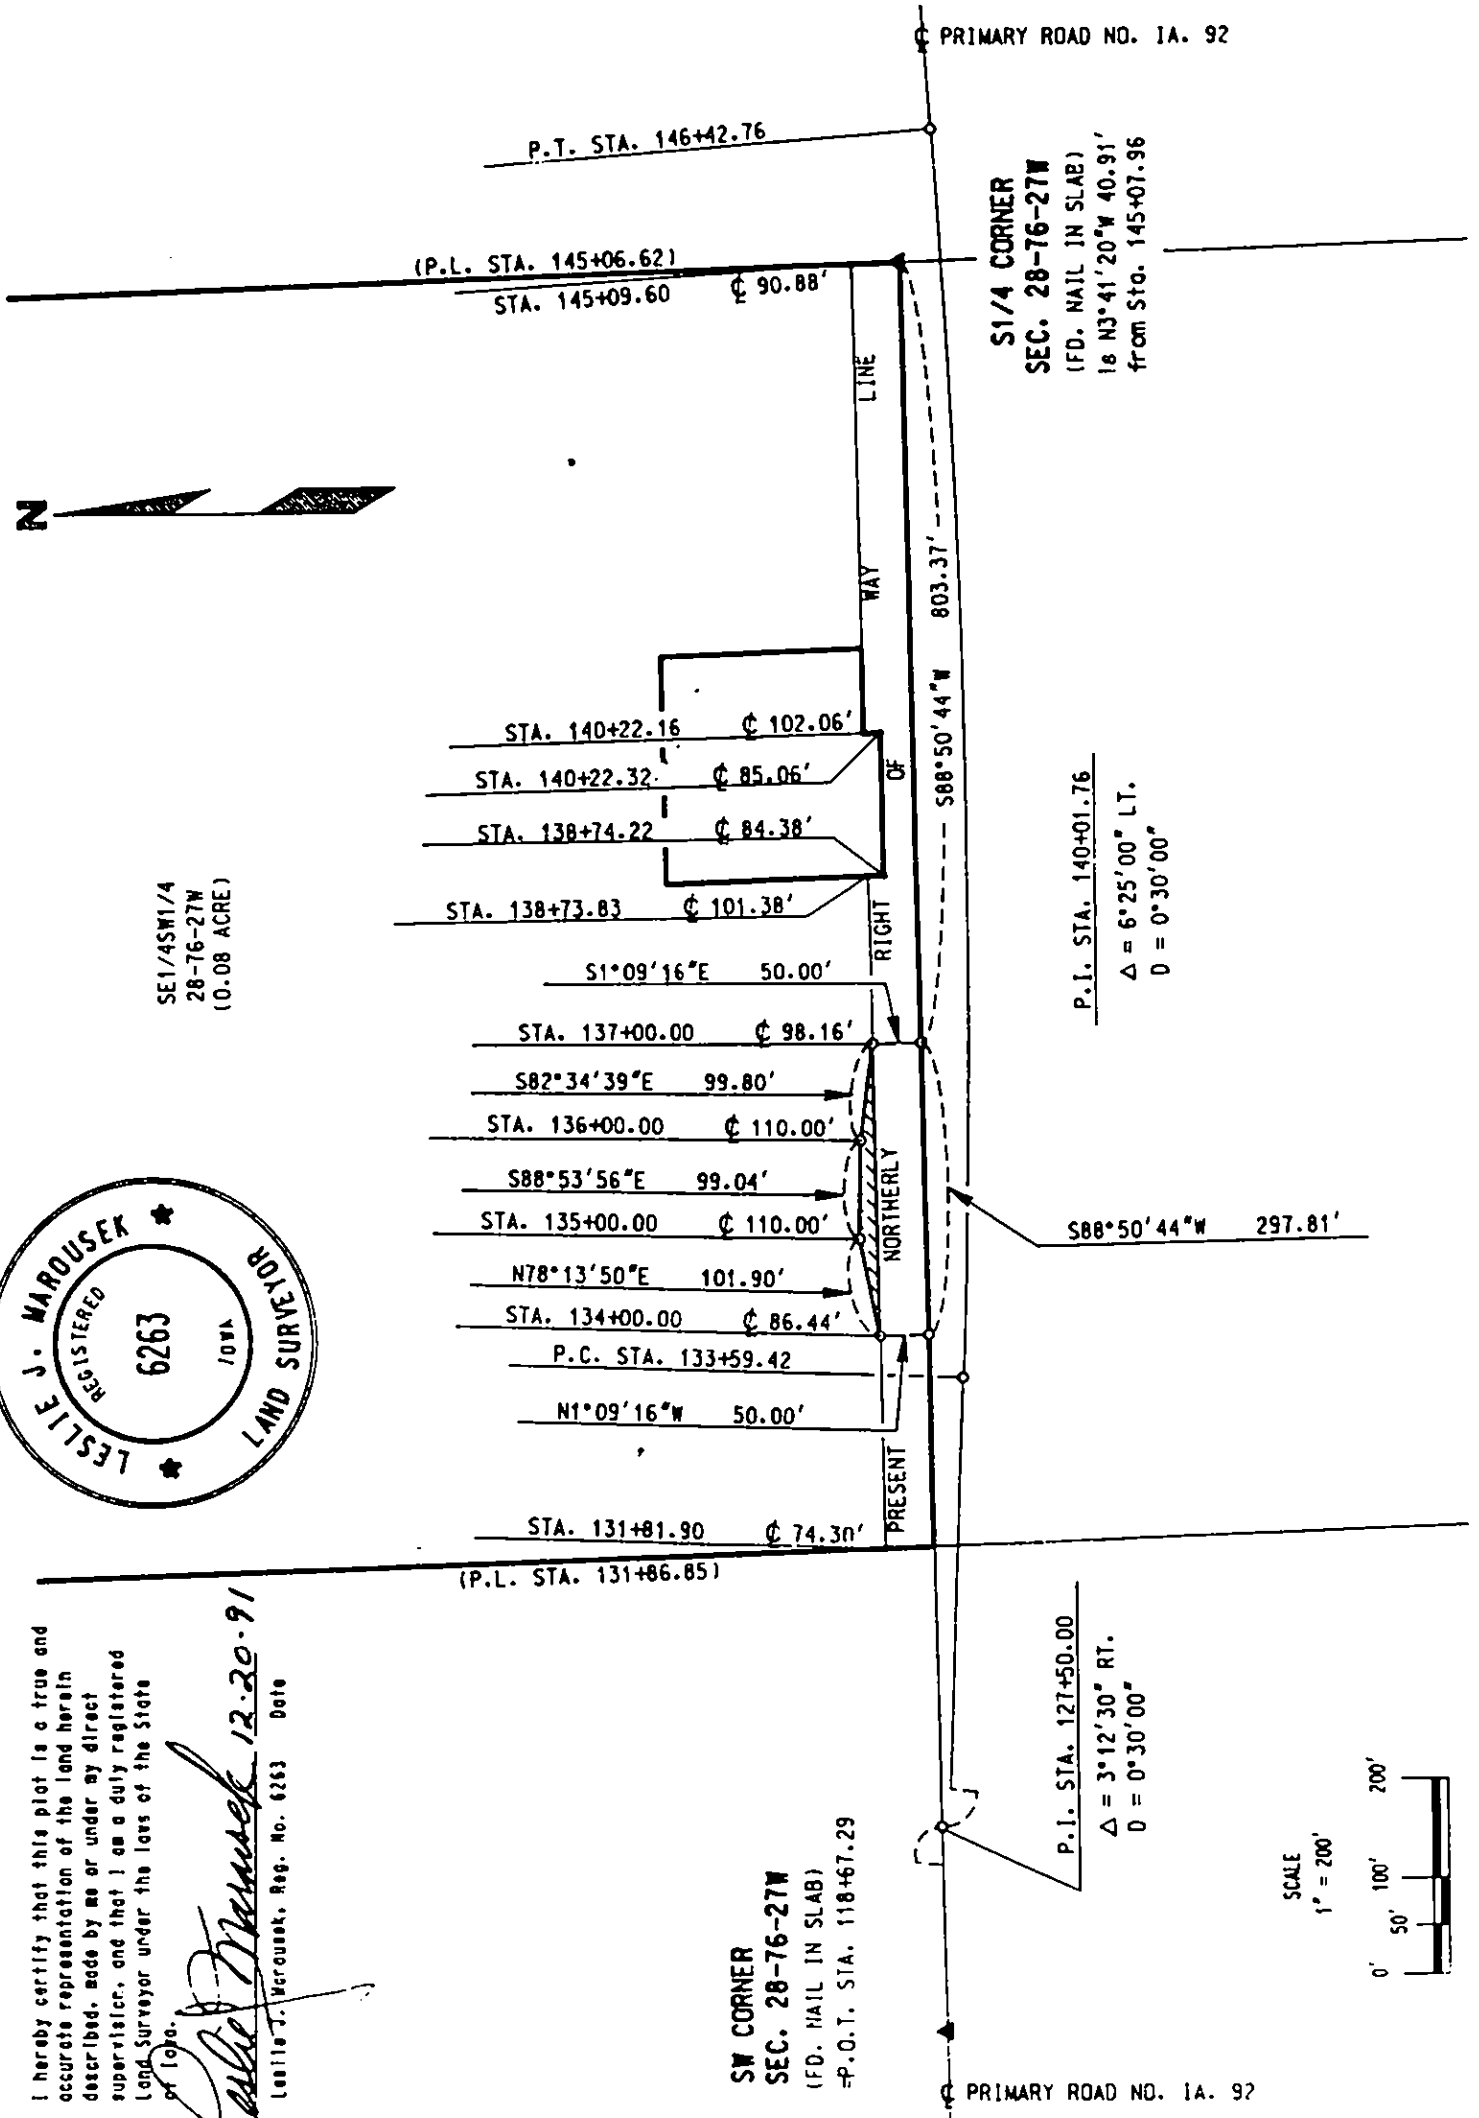 N
₵ PRIMARY ROAD NO. IA. 92
P.T. STA. 146+42.76
(P.L. STA. 145+06.62)
STA. 145+09.60 ₵ 90.88'
S1/4 CORNER
SEC. 28-76-27W
(FD. NAIL IN SLAB)
is N3°41'20"W 40.91'
from Sta. 145+07.96
STA. 140+22.16 ₵ 102.06'
STA. 140+22.32 ₵ 85.06'
STA. 138+74.22 ₵ 84.38'
STA. 138+73.83 ₵ 101.38'
S1°09'16"E 50.00'
STA. 137+00.00 ₵ 98.16'
S82°34'39"E 99.80'
STA. 136+00.00 ₵ 110.00'
S88°53'56"E 99.04'
STA. 135+00.00 ₵ 110.00'
N78°13'50"E 101.90'
STA. 134+00.00 ₵ 86.44'
P.C. STA. 133+59.42
N1°09'16"W 50.00'
STA. 131+81.90 ₵ 74.30'
(P.L. STA. 131+86.85)
PRESENT NORTHERLY RIGHT OF WAY LINE
S88°50'44"W 803.37'
S88°50'44"W 297.81'
SE1/4SW1/4
28-76-27W
(0.08 ACRE)
P.I. STA. 140+01.76
Δ = 6°25'00" LT.
D = 0°30'00"
LESLIE J. MAROUSEK
REGISTERED
6263
IOWA
LAND SURVEYOR
I hereby certify that this plat is a true and
accurate representation of the land herein
described, made by me or under my direct
supervision, and that I am a duly registered
Land Surveyor under the laws of the State
of Iowa.
Leslie J. Marousek 12-20-91
Leslie J. Marousek, Reg. No. 6263 Date
SW CORNER
SEC. 28-76-27W
(FD. NAIL IN SLAB)
=P.O.T. STA. 118+67.29
P.I. STA. 127+50.00
Δ = 3°12'30" RT.
D = 0°30'00"
SCALE
1" = 200'
0' 50' 100' 200'
₵ PRIMARY ROAD NO. IA. 92